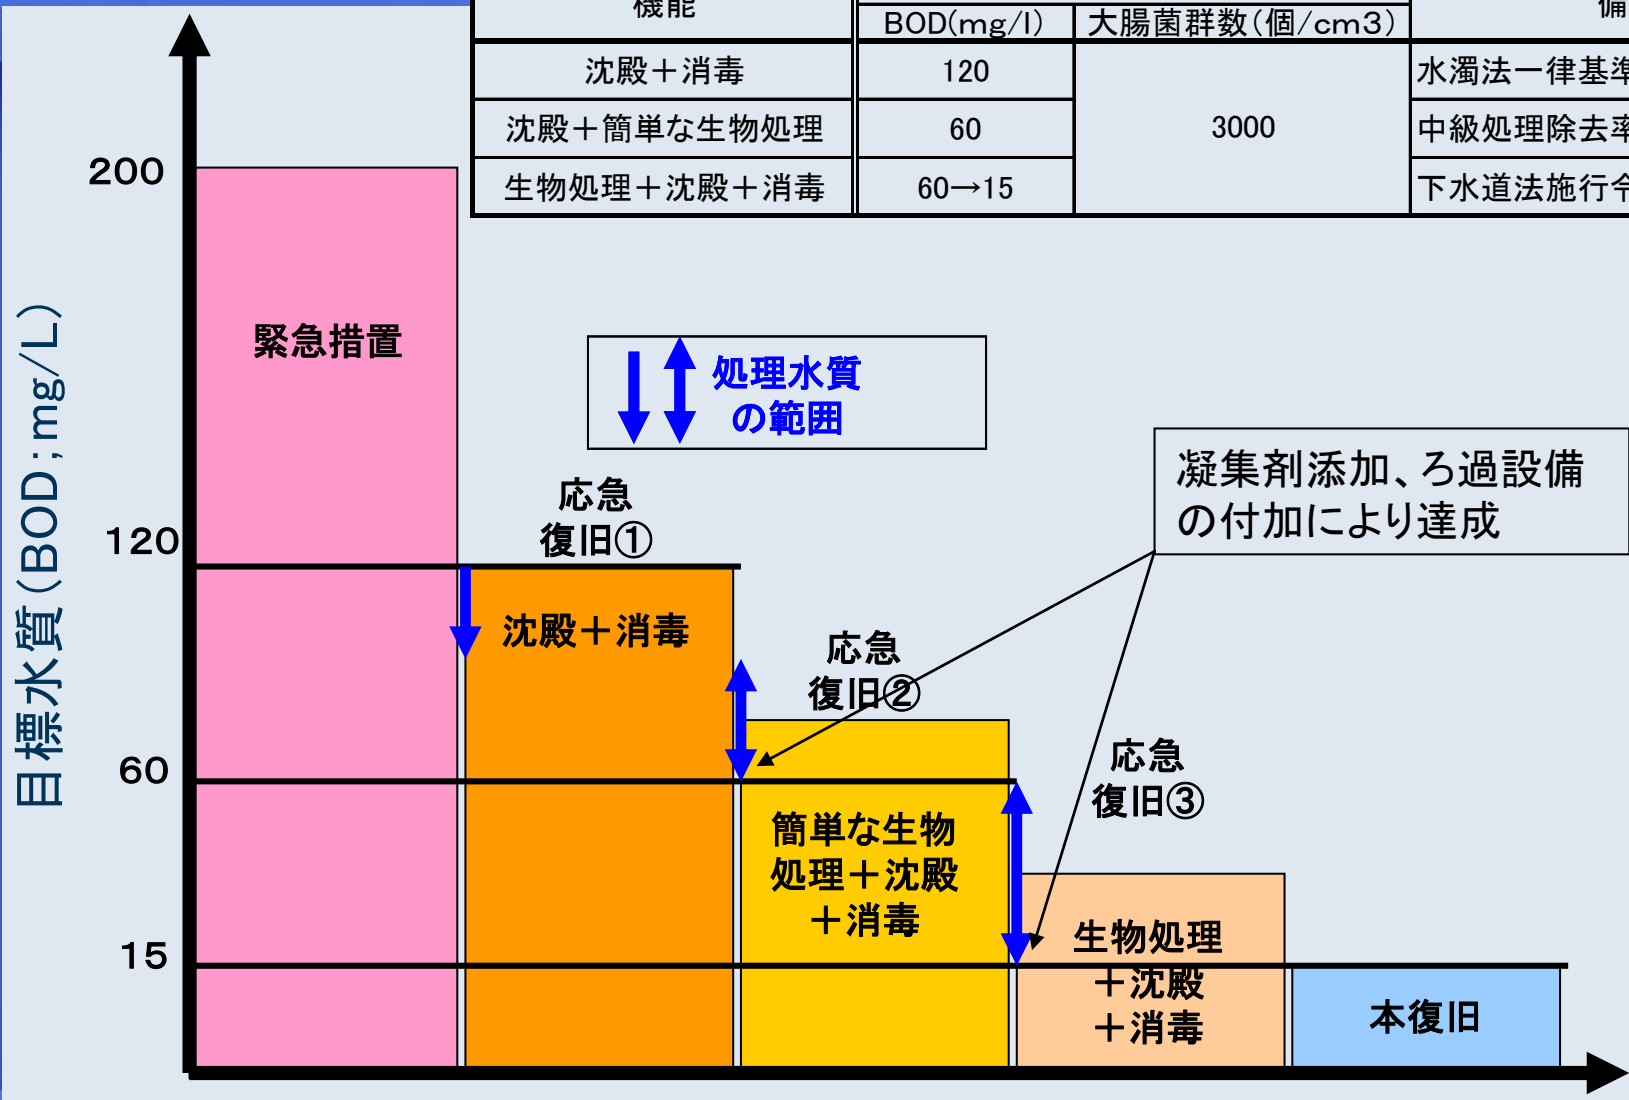 機能
備
BOD(mg/l)
大腸菌群数(個/cm3)
沈殿＋消毒
120
3000
水濁法一律基準
沈殿＋簡単な生物処理
60
中級処理除去率
生物処理＋沈殿＋消毒
60→15
下水道法施行令
目標水質(BOD;mg/L)
200
120
60
15
緊急措置
処理水質
の範囲
凝集剤添加、ろ過設備
の付加により達成
応急
復旧①
沈殿＋消毒
応急
復旧②
簡単な生物
処理＋沈殿
＋消毒
応急
復旧③
生物処理
＋沈殿
＋消毒
本復旧